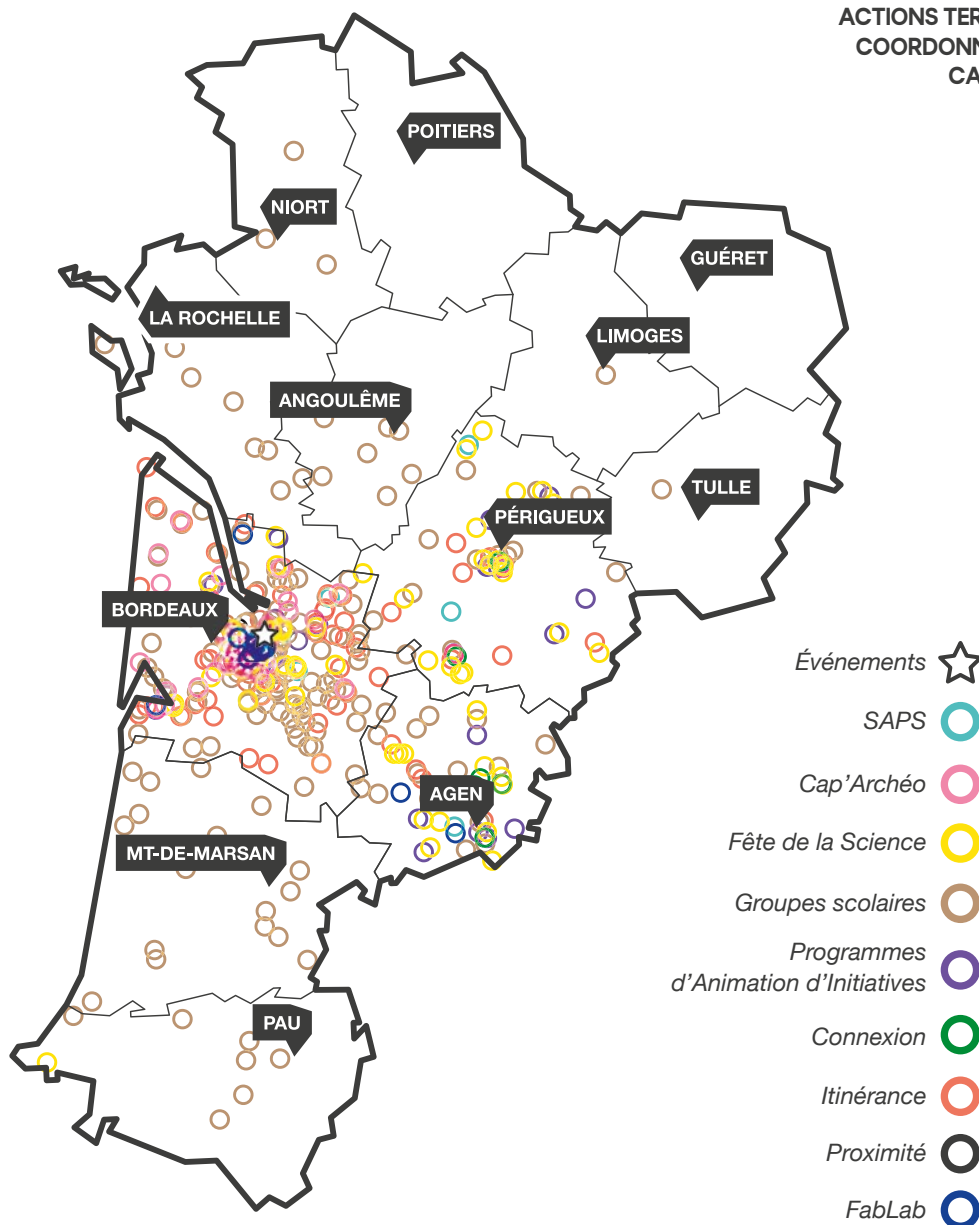 ACTIONS TER
COORDONN
CA
POITIERS
NIORT
GUÉRET
LA ROCHELLE
LIMOGES
ANGOULÊME
TULLE
PÉRIGUEUX
BORDEAUX
AGEN
MT-DE-MARSAN
PAU
Événements
SAPS
Cap'Archéo
Fête de la Science
Groupes scolaires
Programmes
d'Animation d'Initiatives
Connexion
Itinérance
Proximité
FabLab